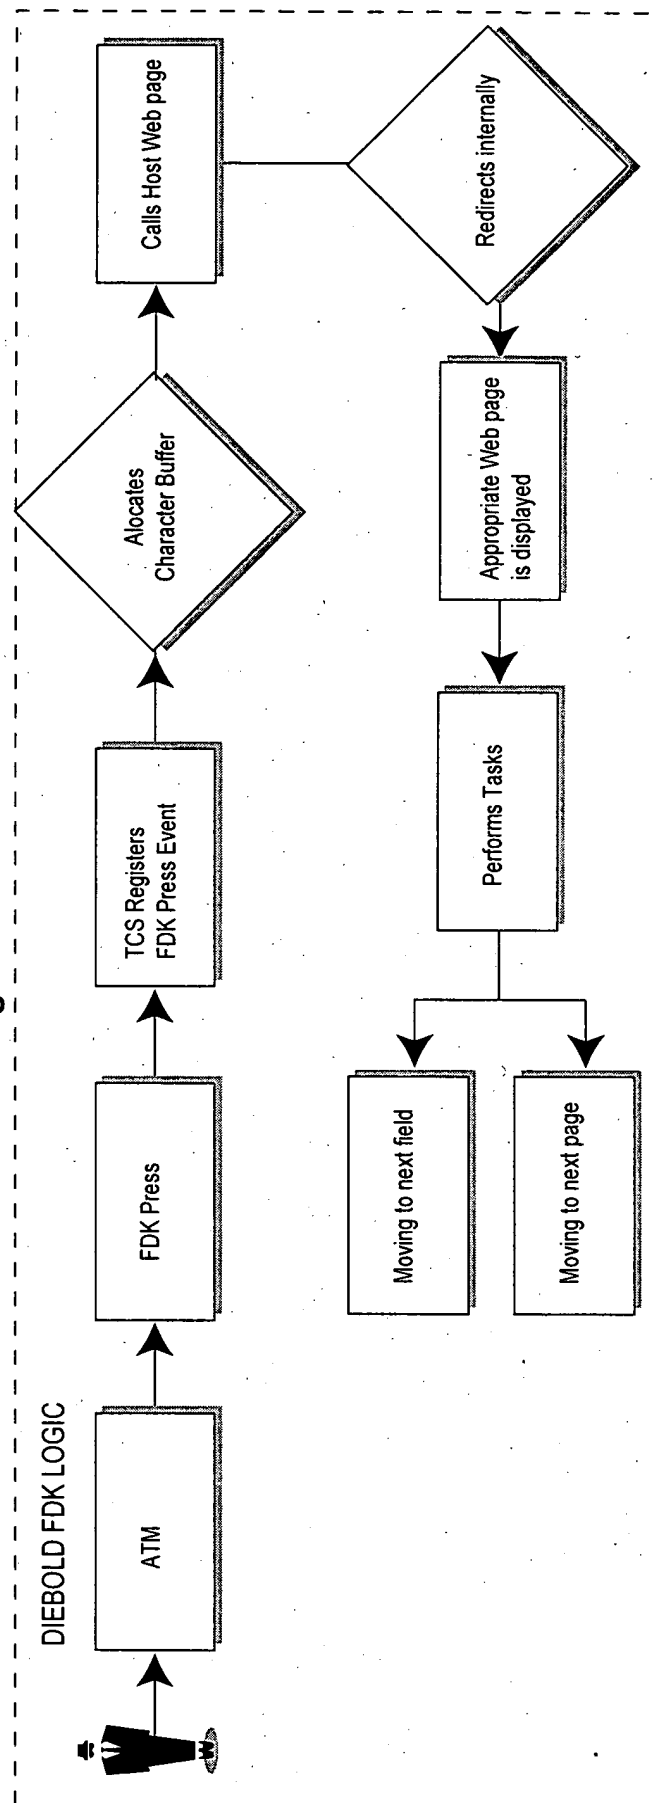 DIEBOLD FDK LOGIC
ATM
FDK Press
TCS Registers
FDK Press Event
Alocates
Character Buffer
Calls Host Web page
Redirects internally
Appropriate Web page
is displayed
Performs Tasks
Moving to next field
Moving to next page